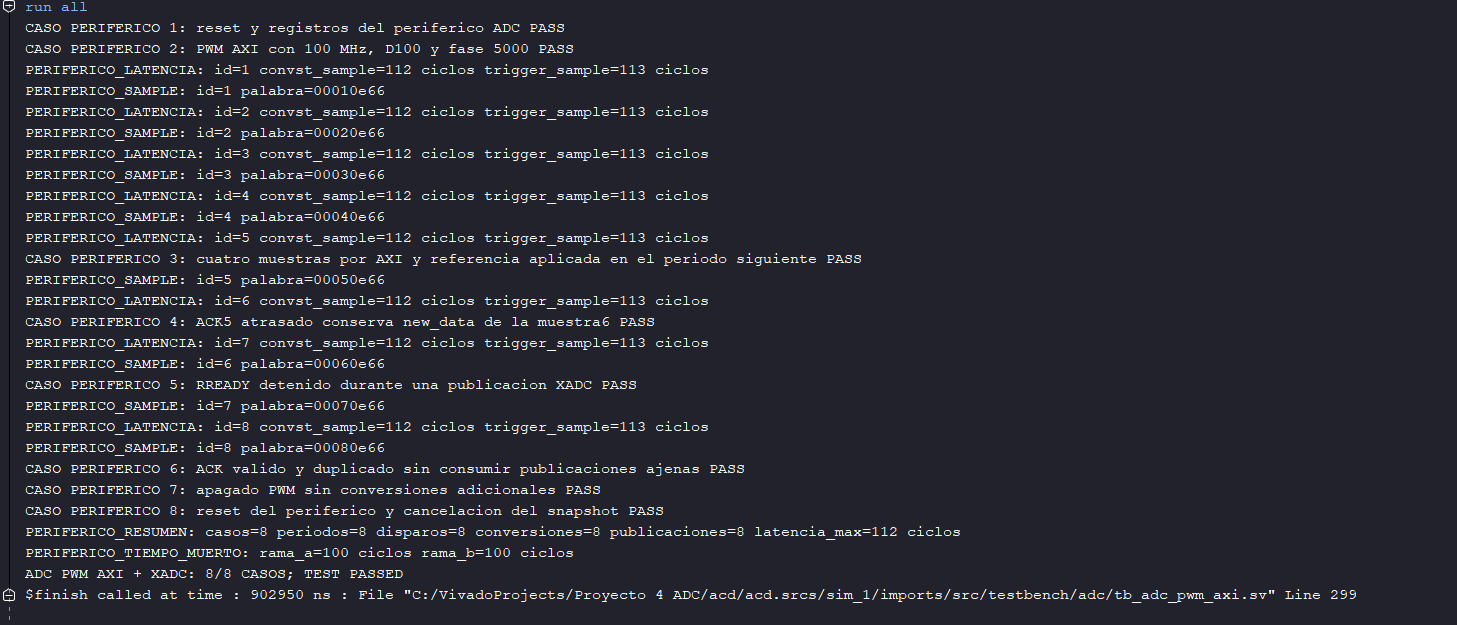 run all
CASO PERIFERICO 1: reset y registros del periferico ADC PASS
CASO PERIFERICO 2: PWM AXI con 100 MHz, D100 y fase 5000 PASS
PERIFERICO_LATENCIA: id=1 convst_sample=112 ciclos trigger_sample=113 ciclos
PERIFERICO_SAMPLE: id=1 palabra=00010e66
PERIFERICO_LATENCIA: id=2 convst_sample=112 ciclos trigger_sample=113 ciclos
PERIFERICO_SAMPLE: id=2 palabra=00020e66
PERIFERICO_LATENCIA: id=3 convst_sample=112 ciclos trigger_sample=113 ciclos
PERIFERICO_SAMPLE: id=3 palabra=00030e66
PERIFERICO_LATENCIA: id=4 convst_sample=112 ciclos trigger_sample=113 ciclos
PERIFERICO_SAMPLE: id=4 palabra=00040e66
PERIFERICO_LATENCIA: id=5 convst_sample=112 ciclos trigger_sample=113 ciclos
CASO PERIFERICO 3: cuatro muestras por AXI y referencia aplicada en el periodo siguiente PASS
PERIFERICO_SAMPLE: id=5 palabra=00050e66
PERIFERICO_LATENCIA: id=6 convst_sample=112 ciclos trigger_sample=113 ciclos
CASO PERIFERICO 4: ACK5 atrasado conserva new_data de la muestra6 PASS
PERIFERICO_LATENCIA: id=7 convst_sample=112 ciclos trigger_sample=113 ciclos
PERIFERICO_SAMPLE: id=6 palabra=00060e66
CASO PERIFERICO 5: RREADY detenido durante una publicacion XADC PASS
PERIFERICO_SAMPLE: id=7 palabra=00070e66
PERIFERICO_LATENCIA: id=8 convst_sample=112 ciclos trigger_sample=113 ciclos
PERIFERICO_SAMPLE: id=8 palabra=00080e66
CASO PERIFERICO 6: ACK valido y duplicado sin consumir publicaciones ajenas PASS
CASO PERIFERICO 7: apagado PWM sin conversiones adicionales PASS
CASO PERIFERICO 8: reset del periferico y cancelacion del snapshot PASS
PERIFERICO_RESUMEN: casos=8 periodos=8 disparos=8 conversiones=8 publicaciones=8 latencia_max=112 ciclos
PERIFERICO_TIEMPO_MUERTO: rama_a=100 ciclos rama_b=100 ciclos
ADC PWM AXI + XADC: 8/8 CASOS; TEST PASSED
$finish called at time : 902950 ns : File "C:/VivadoProjects/Proyecto 4 ADC/acd/acd.srcs/sim_1/imports/src/testbench/adc/tb_adc_pwm_axi.sv" Line 299